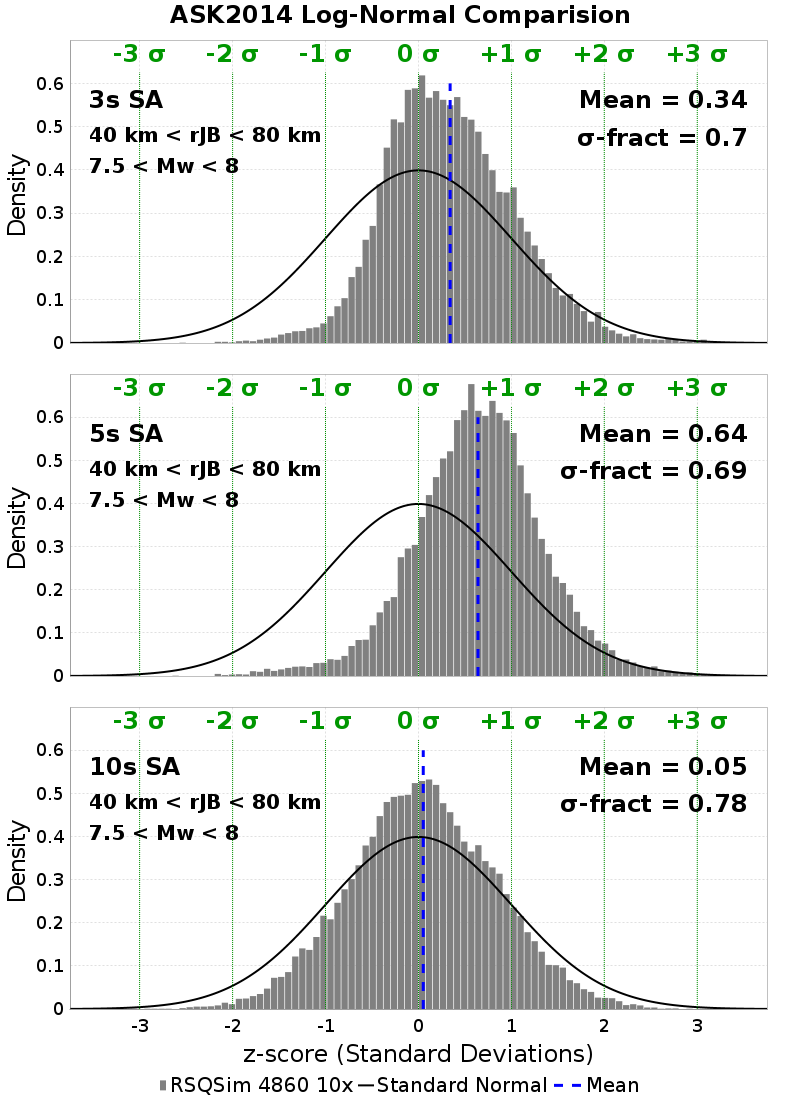 ASK2014 Log-Normal Comparision
-3 σ -2 σ -1 σ 0 σ +1 σ +2 σ +3 σ
3s SA
40 km < rJB < 80 km
7.5 < Mw < 8
Mean = 0.34
σ-fract = 0.7
Density
0.6
0.5
0.4
0.3
0.2
0.1
0
-3 σ -2 σ -1 σ 0 σ +1 σ +2 σ +3 σ
5s SA
40 km < rJB < 80 km
7.5 < Mw < 8
Mean = 0.64
σ-fract = 0.69
Density
0.6
0.5
0.4
0.3
0.2
0.1
0
-3 σ -2 σ -1 σ 0 σ +1 σ +2 σ +3 σ
10s SA
40 km < rJB < 80 km
7.5 < Mw < 8
Mean = 0.05
σ-fract = 0.78
Density
0.6
0.5
0.4
0.3
0.2
0.1
0
-3 -2 -1 0 1 2 3
z-score (Standard Deviations)
RSQSim 4860 10x Standard Normal Mean